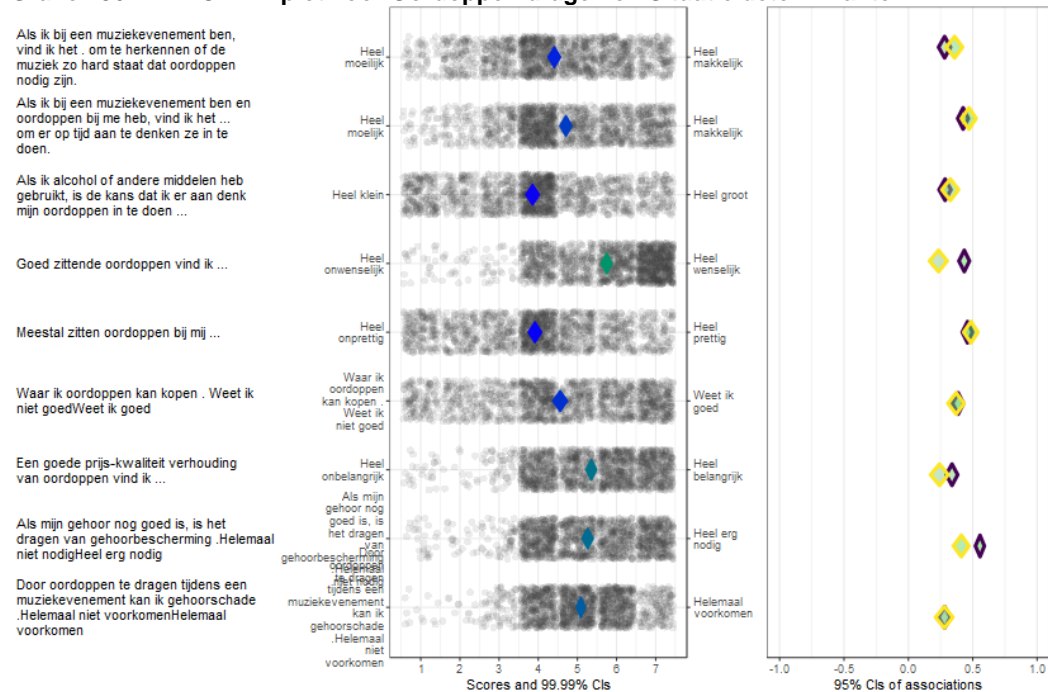 Als ik bij een muziekevenement ben,
vind ik het . om te herkennen of de
muziek zo hard staat dat oordoppen
nodig zijn.
Heel
moeilijk
Heel
makkelijk
Als ik bij een muziekevenement ben en
oordoppen bij me heb, vind ik het ...
om er op tijd aan te denken ze in te
doen.
Heel
moelijk
Heel
makkelijk
Als ik alcohol of andere middelen heb
gebruikt, is de kans dat ik er aan denk
mijn oordoppen in te doen ...
Heel klein
Heel groot
Goed zittende oordoppen vind ik ...
Heel
onwenselijk
Heel
wenselijk
Meestal zitten oordoppen bij mij ...
Heel
onprettig
Heel
prettig
Waar ik oordoppen kan kopen . Weet ik
niet goedWeet ik goed
Waar ik
oordoppen
kan kopen .
Weet ik
niet goed
Weet ik
goed
Een goede prijs-kwaliteit verhouding
van oordoppen vind ik ...
Heel
onbelangrijk
Heel
belangrijk
Als mijn gehoor nog goed is, is het
dragen van gehoorbescherming .Helemaal
niet nodigHeel erg nodig
Als mijn
gehoor nog
goed is, is
het dragen
van
gehoorbescherming
.Helemaal
niet nodig
Heel erg
nodig
Door oordoppen te dragen tijdens een
muziekevenement kan ik gehoorschade
.Helemaal niet voorkomenHelemaal
voorkomen
Door
oordoppen
te dragen
tijdens een
muziekevenement
kan ik
gehoorschade
.Helemaal
niet
voorkomen
Helemaal
voorkomen
1 2 3 4 5 6 7
Scores and 99.99% CIs
-1.0 -0.5 0.0 0.5 1.0
95% CIs of associations